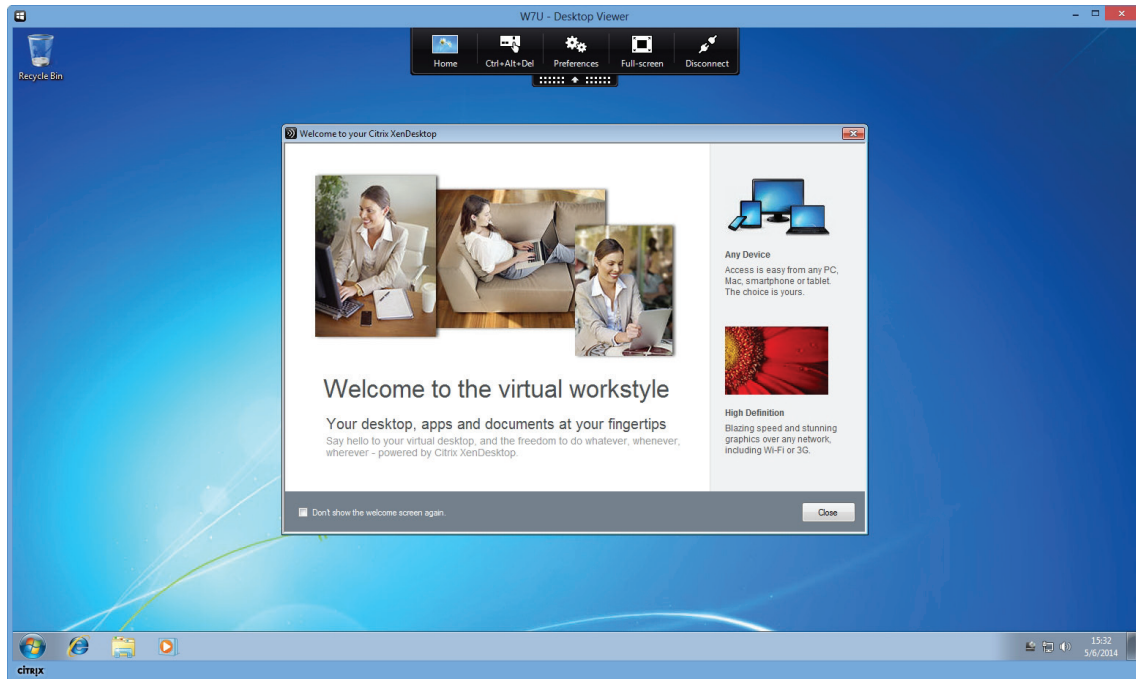 W7U - Desktop Viewer
Recycle Bin
Home
Ctrl+Alt+Del
Preferences
Full-screen
Disconnect
Welcome to your Citrix XenDesktop
Welcome to the virtual workstyle
Your desktop, apps and documents at your fingertips
Say hello to your virtual desktop, and the freedom to do whatever, whenever,
wherever - powered by Citrix XenDesktop.
Any Device
Access is easy from any PC,
Mac, smartphone or tablet.
The choice is yours.
High Definition
Blazing speed and stunning
graphics over any network,
including Wi-Fi or 3G.
Don't show the welcome screen again.
Close
15:32
5/6/2014
CITRIX